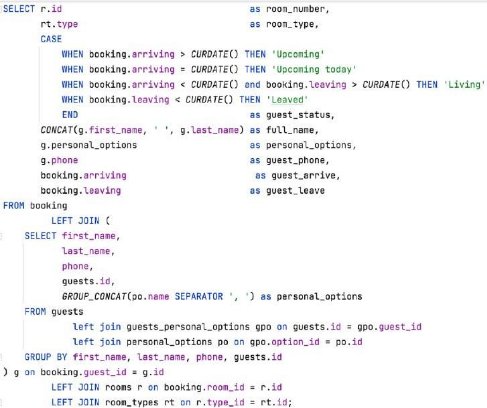 SELECT r.id as room_number,
rt.type as room_type,
CASE
WHEN booking.arriving > CURDATE() THEN 'Upcoming'
WHEN booking.arriving = CURDATE() THEN 'Upcoming today'
WHEN booking.arriving < CURDATE() and booking.leaving > CURDATE() THEN 'Living'
WHEN booking.leaving < CURDATE() THEN 'Leaved'
END as guest_status,
CONCAT(g.first_name, ' ', g.last_name) as full_name,
g.personal_options as personal_options,
g.phone as guest_phone,
booking.arriving as guest_arrive,
booking.leaving as guest_leave
FROM booking
LEFT JOIN (
SELECT first_name,
last_name,
phone,
guests.id,
GROUP_CONCAT(po.name SEPARATOR ', ') as personal_options
FROM guests
left join guests_personal_options gpo on guests.id = gpo.guest_id
left join personal_options po on gpo.option_id = po.id
GROUP BY first_name, last_name, phone, guests.id
) g on booking.guest_id = g.id
LEFT JOIN rooms r on booking.room_id = r.id
LEFT JOIN room_types rt on r.type_id = rt.id;